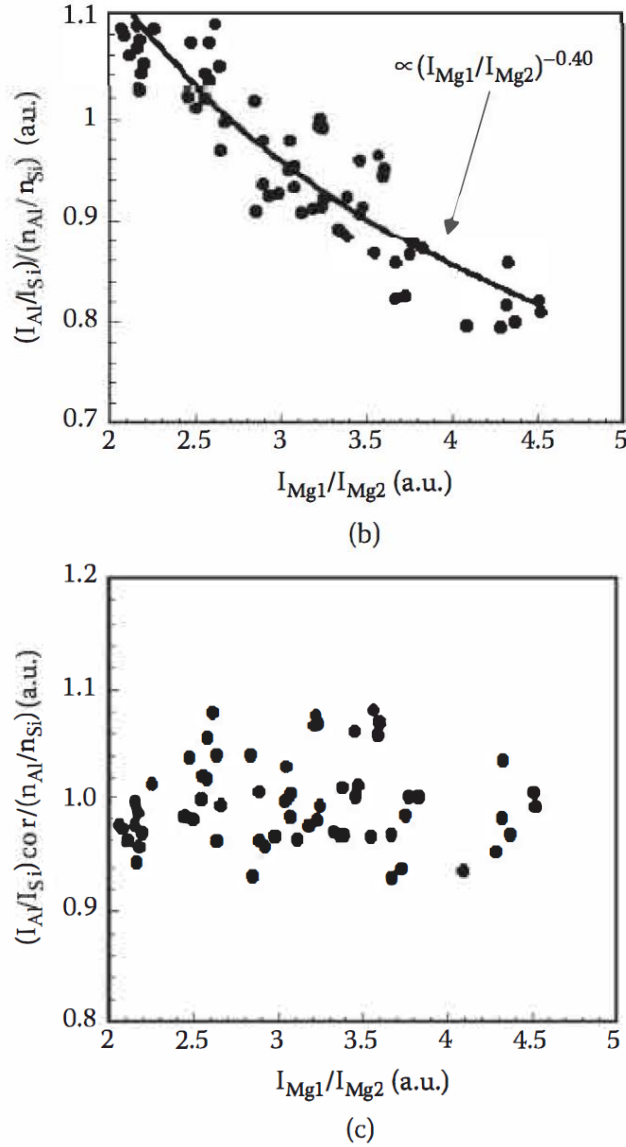 1.1
1
0.9
0.8
0.7
(I_Al/I_Si)/(n_Al/n_Si) (a.u.)
∝(I_Mg1/I_Mg2)^−0.40
2 2.5 3 3.5 4 4.5 5
I_Mg1/I_Mg2 (a.u.)
(b)
1.2
1.1
1.0
0.9
0.8
(I_Al/I_Si) cor/(n_Al/n_Si) (a.u.)
2 2.5 3 3.5 4 4.5 5
I_Mg1/I_Mg2 (a.u.)
(c)